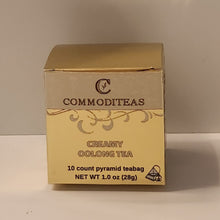 C
COMMODITEAS
CREAMY
OOLONG TEA
10 count pyramid teabag
NET WT 1.0 oz (28g)